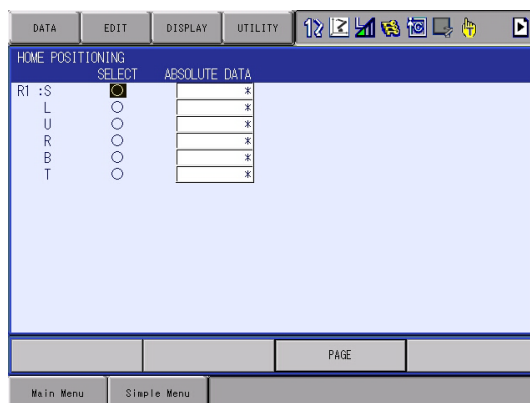 DATA EDIT DISPLAY UTILITY
HOME POSITIONING
SELECT ABSOLUTE DATA
R1 :S *
L *
U *
R *
B *
T *
PAGE
Main Menu Simple Menu